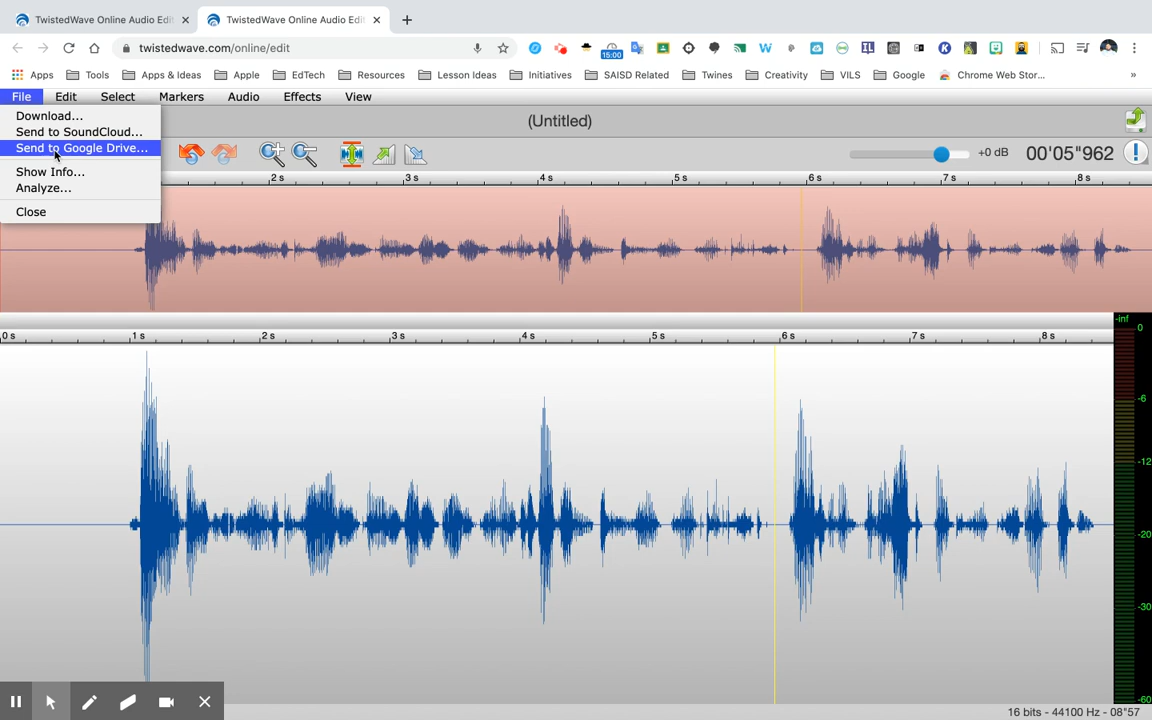 TwistedWave Online Audio Edi
TwistedWave Online Audio Edi
twistedwave.com/online/edit
15:00
Apps Tools Apps & Ideas Apple EdTech Resources Lesson Ideas Initiatives SAISD Related Twines Creativity VILS Google Chrome Web Stor... »
File Edit Select Markers Audio Effects View
Download...
Send to SoundCloud...
Send to Google Drive...
Show Info...
Analyze...
Close
(Untitled)
+0 dB 00'05"962
2 s 3 s 4 s 5 s 6 s 7 s 8 s
0 s 1 s 2 s 3 s 4 s 5 s 6 s 7 s 8 s
-inf
0
-6
-12
-20
-30
-60
16 bits - 44100 Hz - 08"57